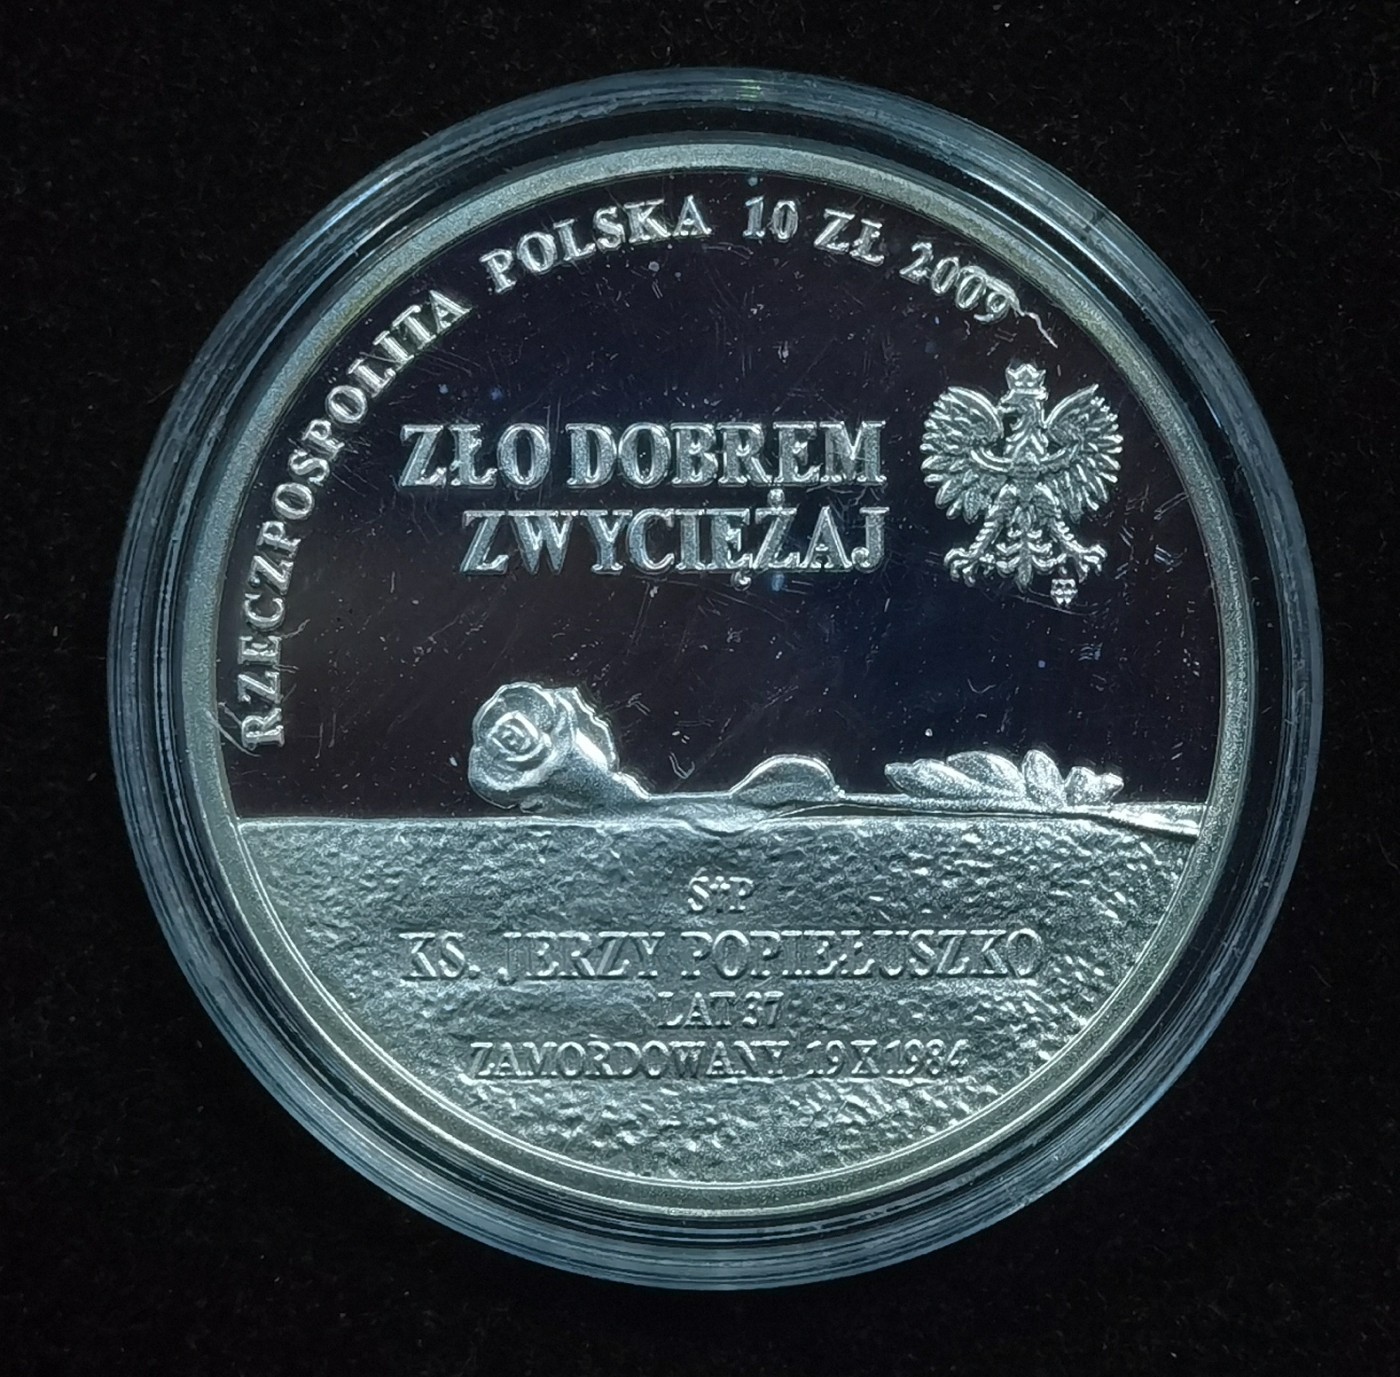 RZECZPOSPOLITA POLSKA 10 ZŁ 2009
ZŁO DOBREM
ZWYCIĘŻAJ
Ś+P
KS. JERZY POPIEŁUSZKO
LAT 37
ZAMORDOWANY 19 X 1984